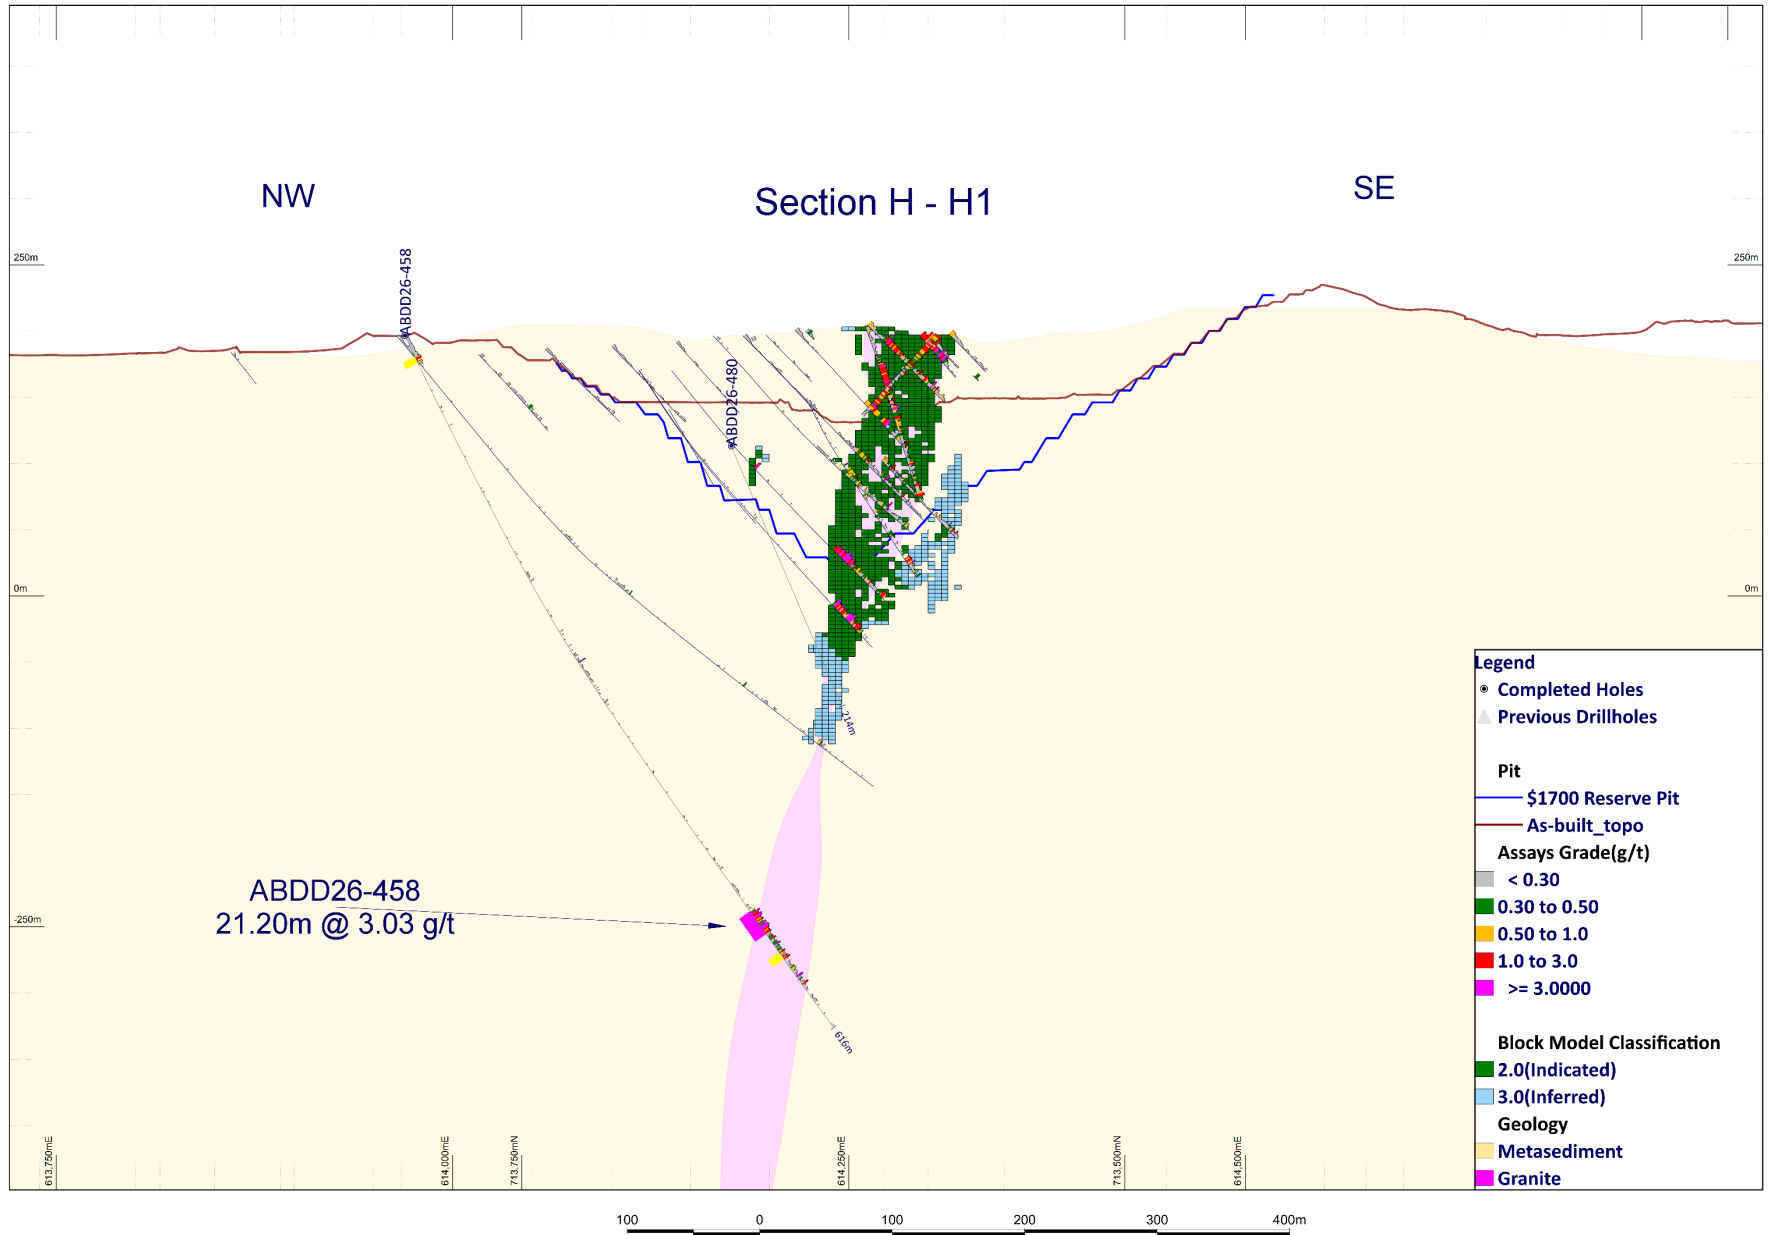 NW
Section H - H1
SE
250m
250m
ABDD26-458
ABDD26-480
0m
0m
214m
ABDD26-458
21.20m @ 3.03 g/t
-250m
616m
Legend
Completed Holes
Previous Drillholes
Pit
$1700 Reserve Pit
As-built_topo
Assays Grade(g/t)
< 0.30
0.30 to 0.50
0.50 to 1.0
1.0 to 3.0
>= 3.0000
Block Model Classification
2.0(Indicated)
3.0(Inferred)
Geology
Metasediment
Granite
613,750mE
614,000mE
713,750mN
614,250mE
713,500mN
614,500mE
100 0 100 200 300 400m